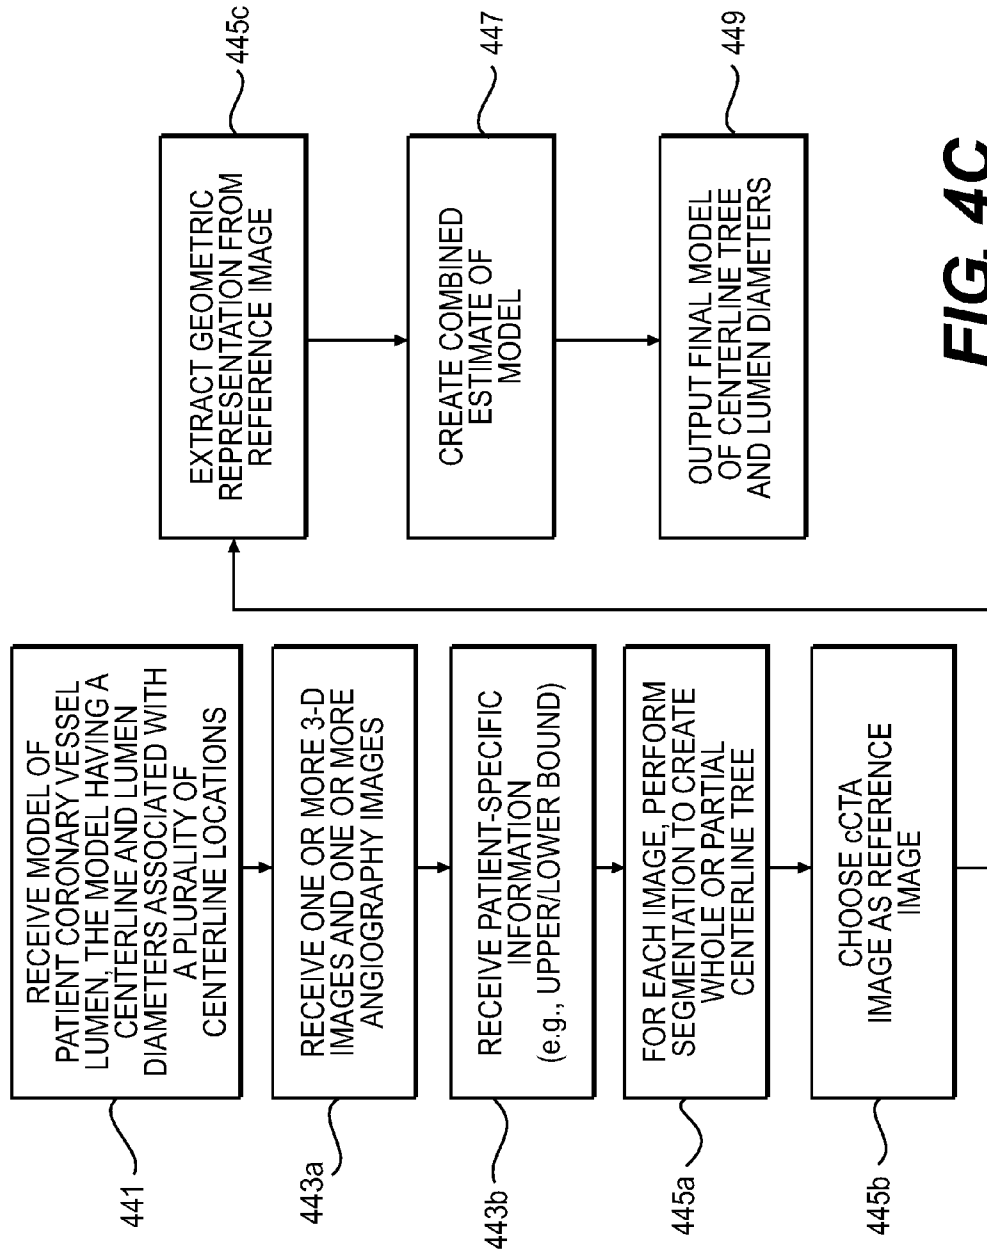 RECEIVE MODEL OF
PATIENT CORONARY VESSEL
LUMEN, THE MODEL HAVING A
CENTERLINE AND LUMEN
DIAMETERS ASSOCIATED WITH
A PLURALITY OF
CENTERLINE LOCATIONS
441
RECEIVE ONE OR MORE 3-D
IMAGES AND ONE OR MORE
ANGIOGRAPHY IMAGES
443a
RECEIVE PATIENT-SPECIFIC
INFORMATION
(e.g., UPPER/LOWER BOUND)
443b
FOR EACH IMAGE, PERFORM
SEGMENTATION TO CREATE
WHOLE OR PARTIAL
CENTERLINE TREE
445a
CHOOSE cCTA
IMAGE AS REFERENCE
IMAGE
445b
EXTRACT GEOMETRIC
REPRESENTATION FROM
REFERENCE IMAGE
445c
CREATE COMBINED
ESTIMATE OF
MODEL
447
OUTPUT FINAL MODEL
OF CENTERLINE TREE
AND LUMEN DIAMETERS
449
FIG. 4C